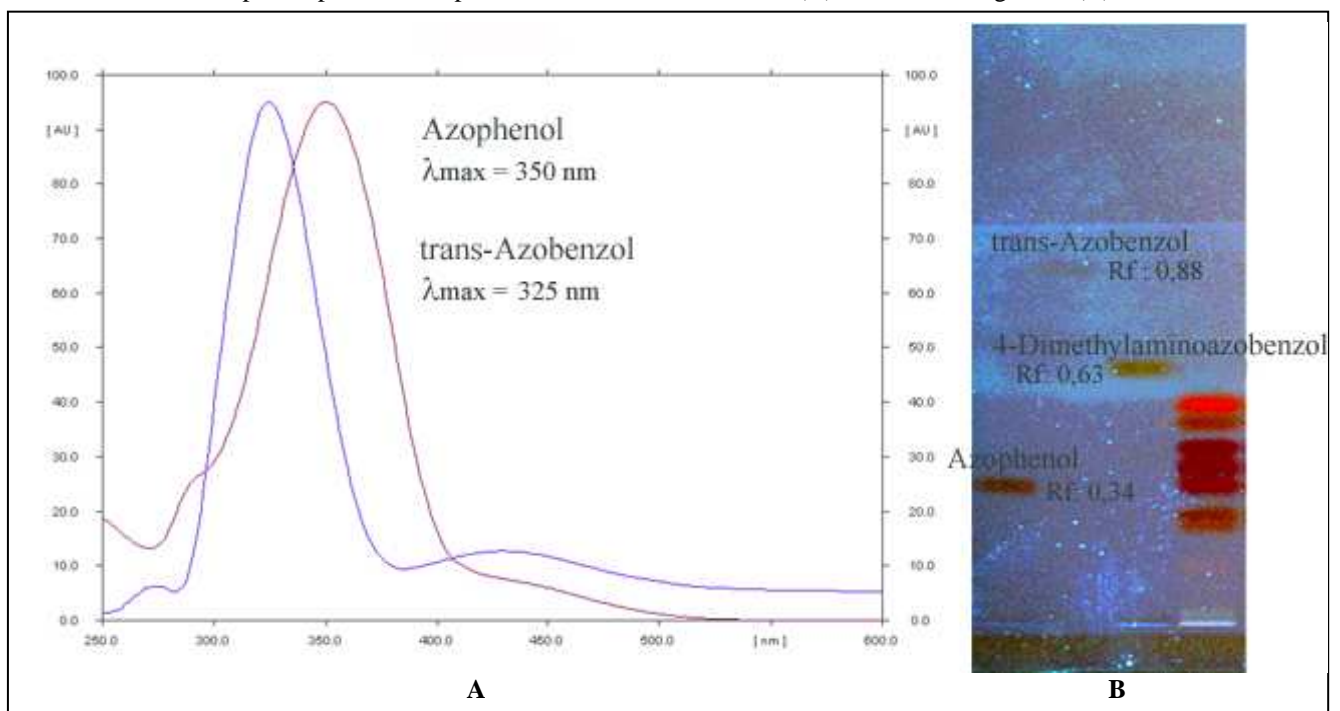 100.0
[AU]
80.0
70.0
60.0
50.0
40.0
30.0
20.0
10.0
0.0
250.0 300.0 350.0 400.0 450.0 500.0 [nm] 600.0
100.0
[AU]
80.0
70.0
60.0
50.0
40.0
30.0
20.0
10.0
0.0
Azophenol
λmax = 350 nm
trans-Azobenzol
λmax = 325 nm
A
trans-Azobenzol
Rf : 0,88
4-Dimethylaminoazobenzol
Rf: 0,63
Azophenol
Rf: 0,34
B